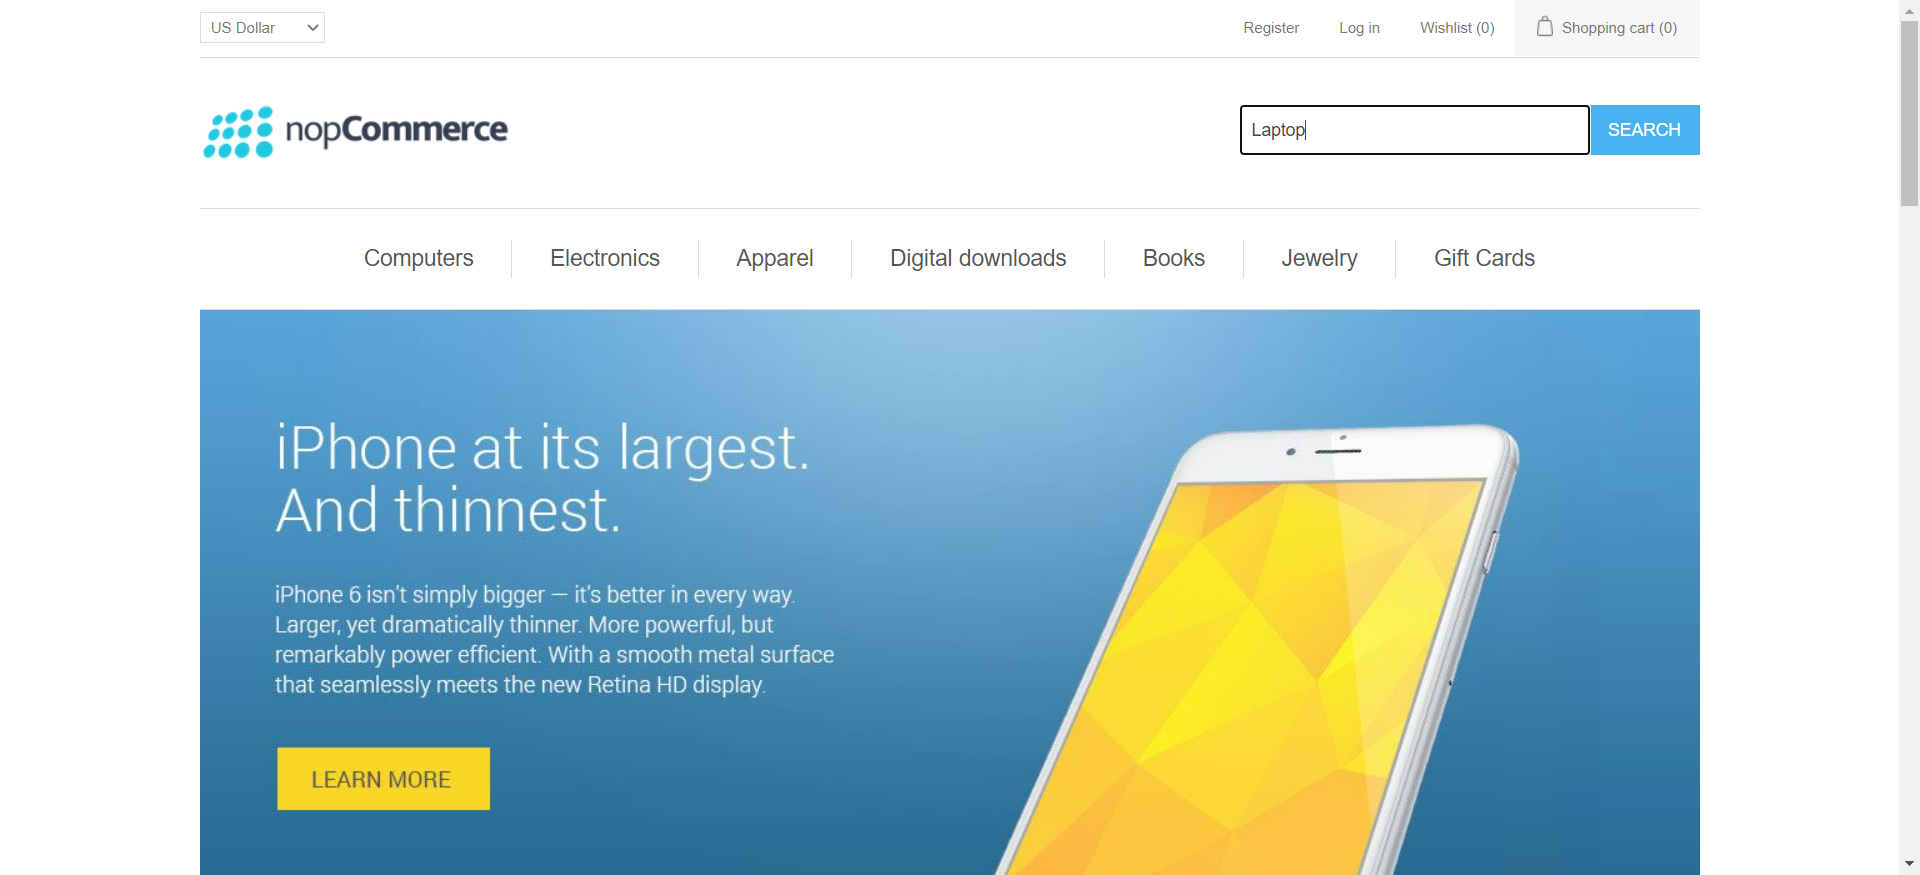 US Dollar
Register
Log in
Wishlist (0)
Shopping cart (0)
nopCommerce
Laptop
SEARCH
Computers
Electronics
Apparel
Digital downloads
Books
Jewelry
Gift Cards
iPhone at its largest.
And thinnest.
iPhone 6 isn't simply bigger — it's better in every way.
Larger, yet dramatically thinner. More powerful, but
remarkably power efficient. With a smooth metal surface
that seamlessly meets the new Retina HD display.
LEARN MORE